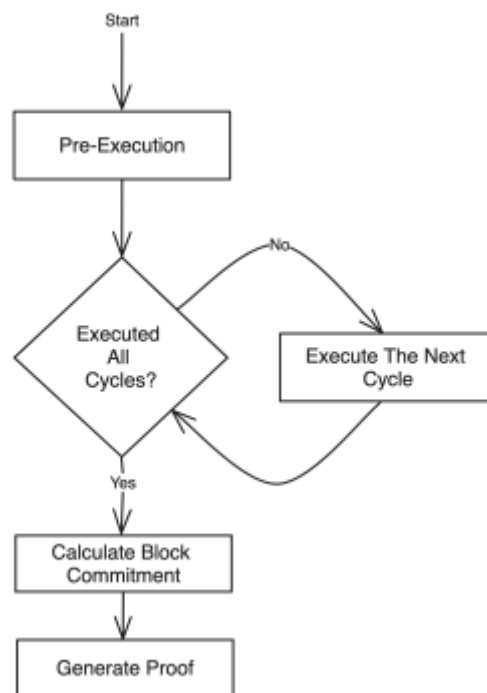 Start
Pre-Execution
No
Executed
All
Cycles?
Execute The Next
Cycle
Yes
Calculate Block
Commitment
Generate Proof